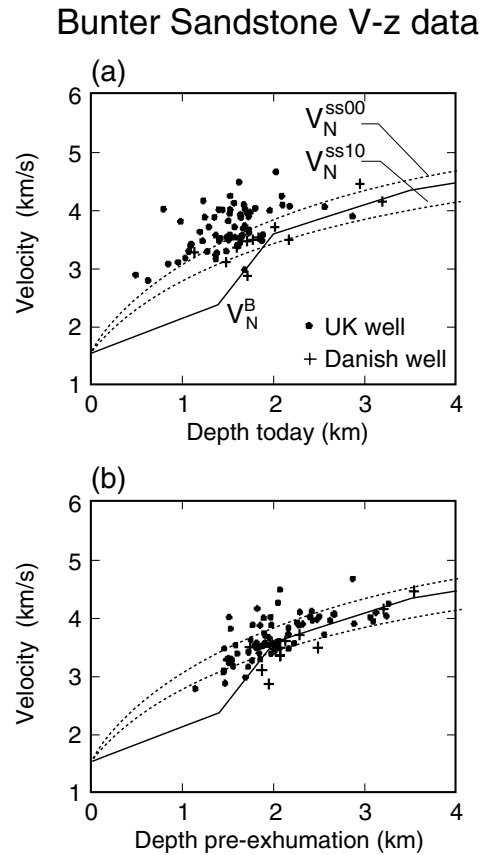 Bunter Sandstone V-z data
(a)
6
5
4
3
2
1
0 1 2 3 4
Velocity (km/s)
Depth today (km)
V_N^ss00
V_N^ss10
V_N^B
UK well
+ Danish well
(b)
6
5
4
3
2
1
0 1 2 3 4
Velocity (km/s)
Depth pre-exhumation (km)